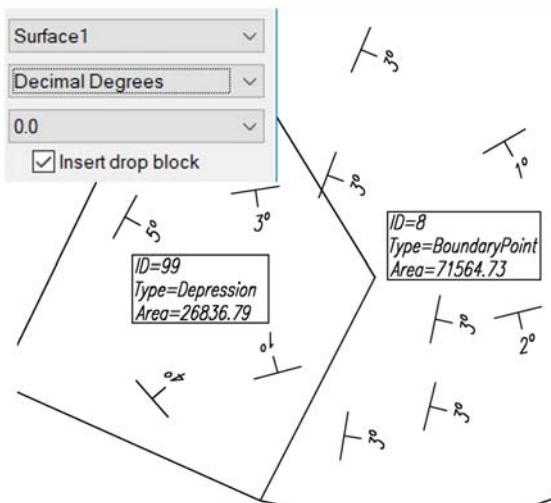 Surface1
Decimal Degrees
0.0
Insert drop block
3°
1°
3°
5°
3°
ID=8
Type=BoundaryPoint
Area=71564.73
ID=99
Type=Depression
Area=26836.79
3°
2°
1°
4°
3°
3°